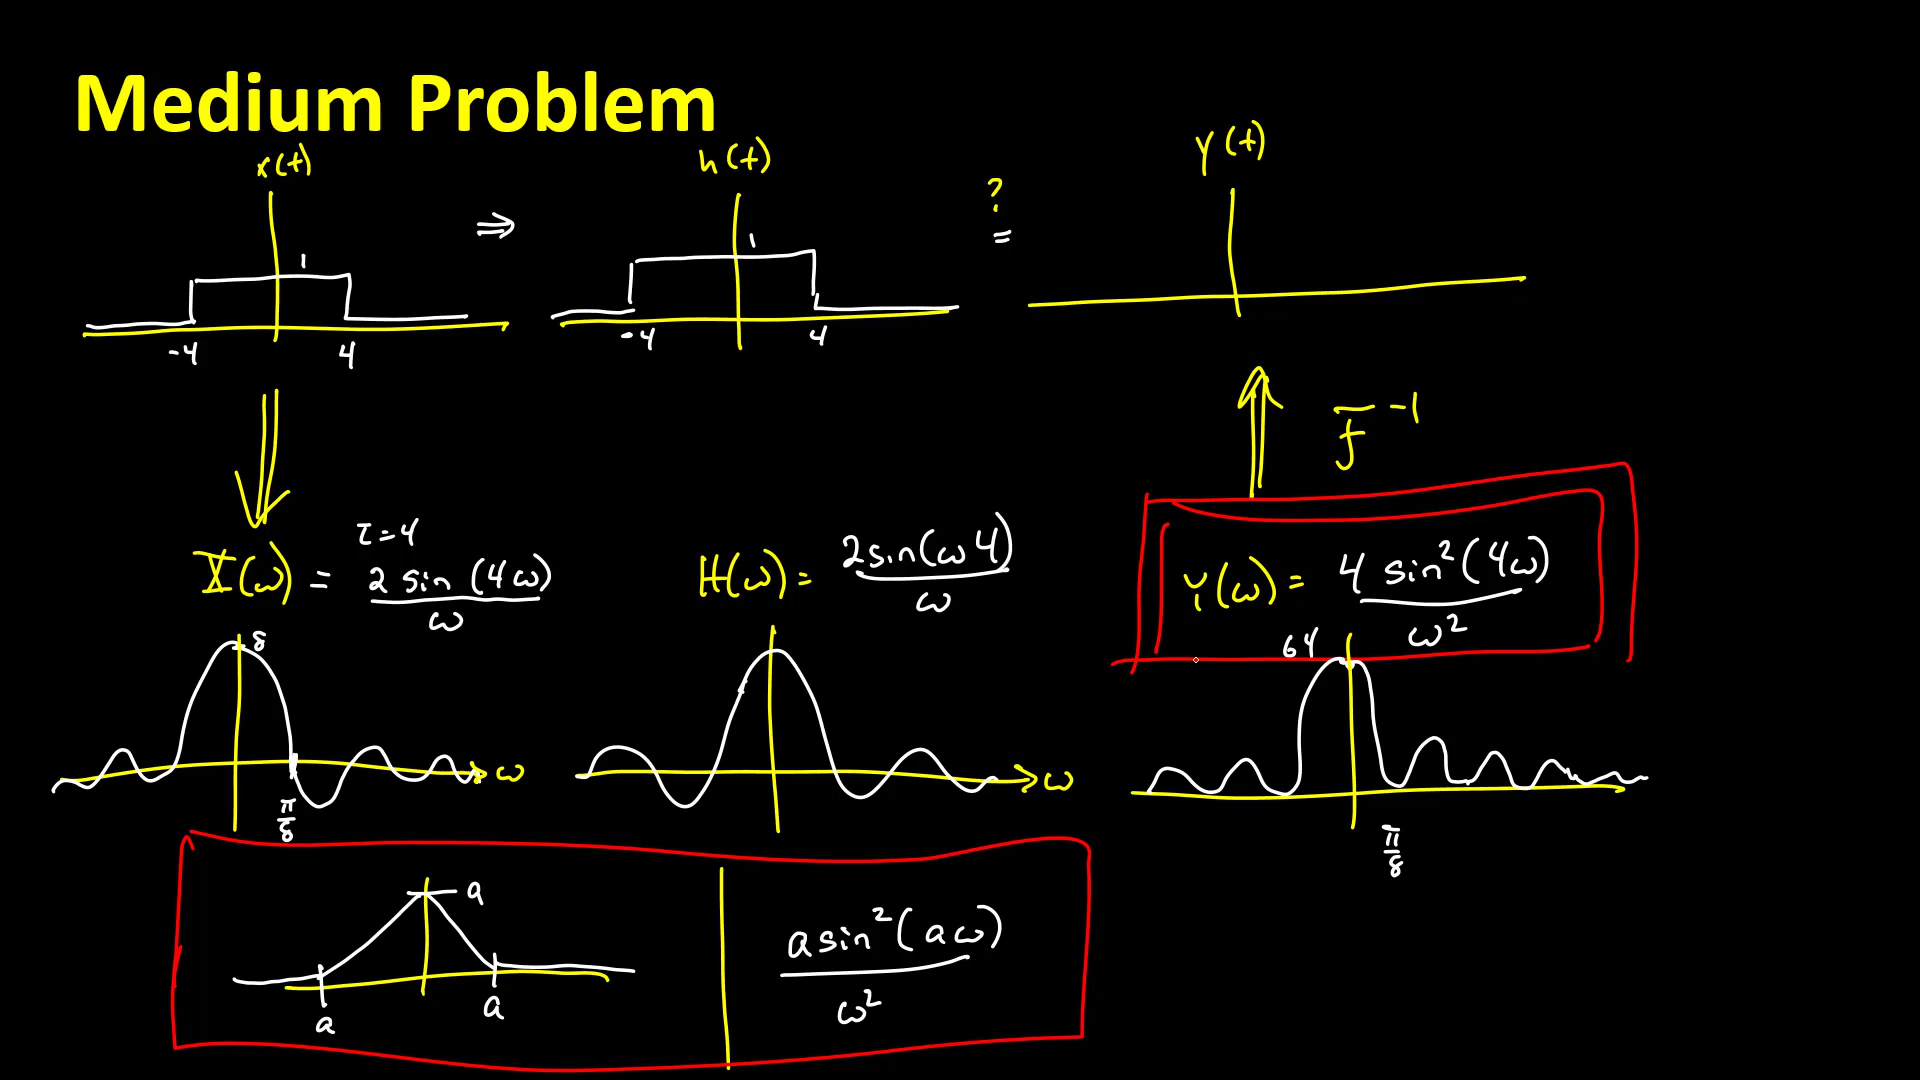 Medium Problem
x(t)
h(t)
y(t)
1
⇒
1
?
=
-4
4
-4
4
F⁻¹
τ=4
X(ω) = 2 sin (4ω) / ω
H(ω) = 2sin(ω4) / ω
Y(ω) = 4 sin²(4ω) / ω²
8
64
ω
ω
π/8
π/8
a
a
a
a sin²(aω) / ω²